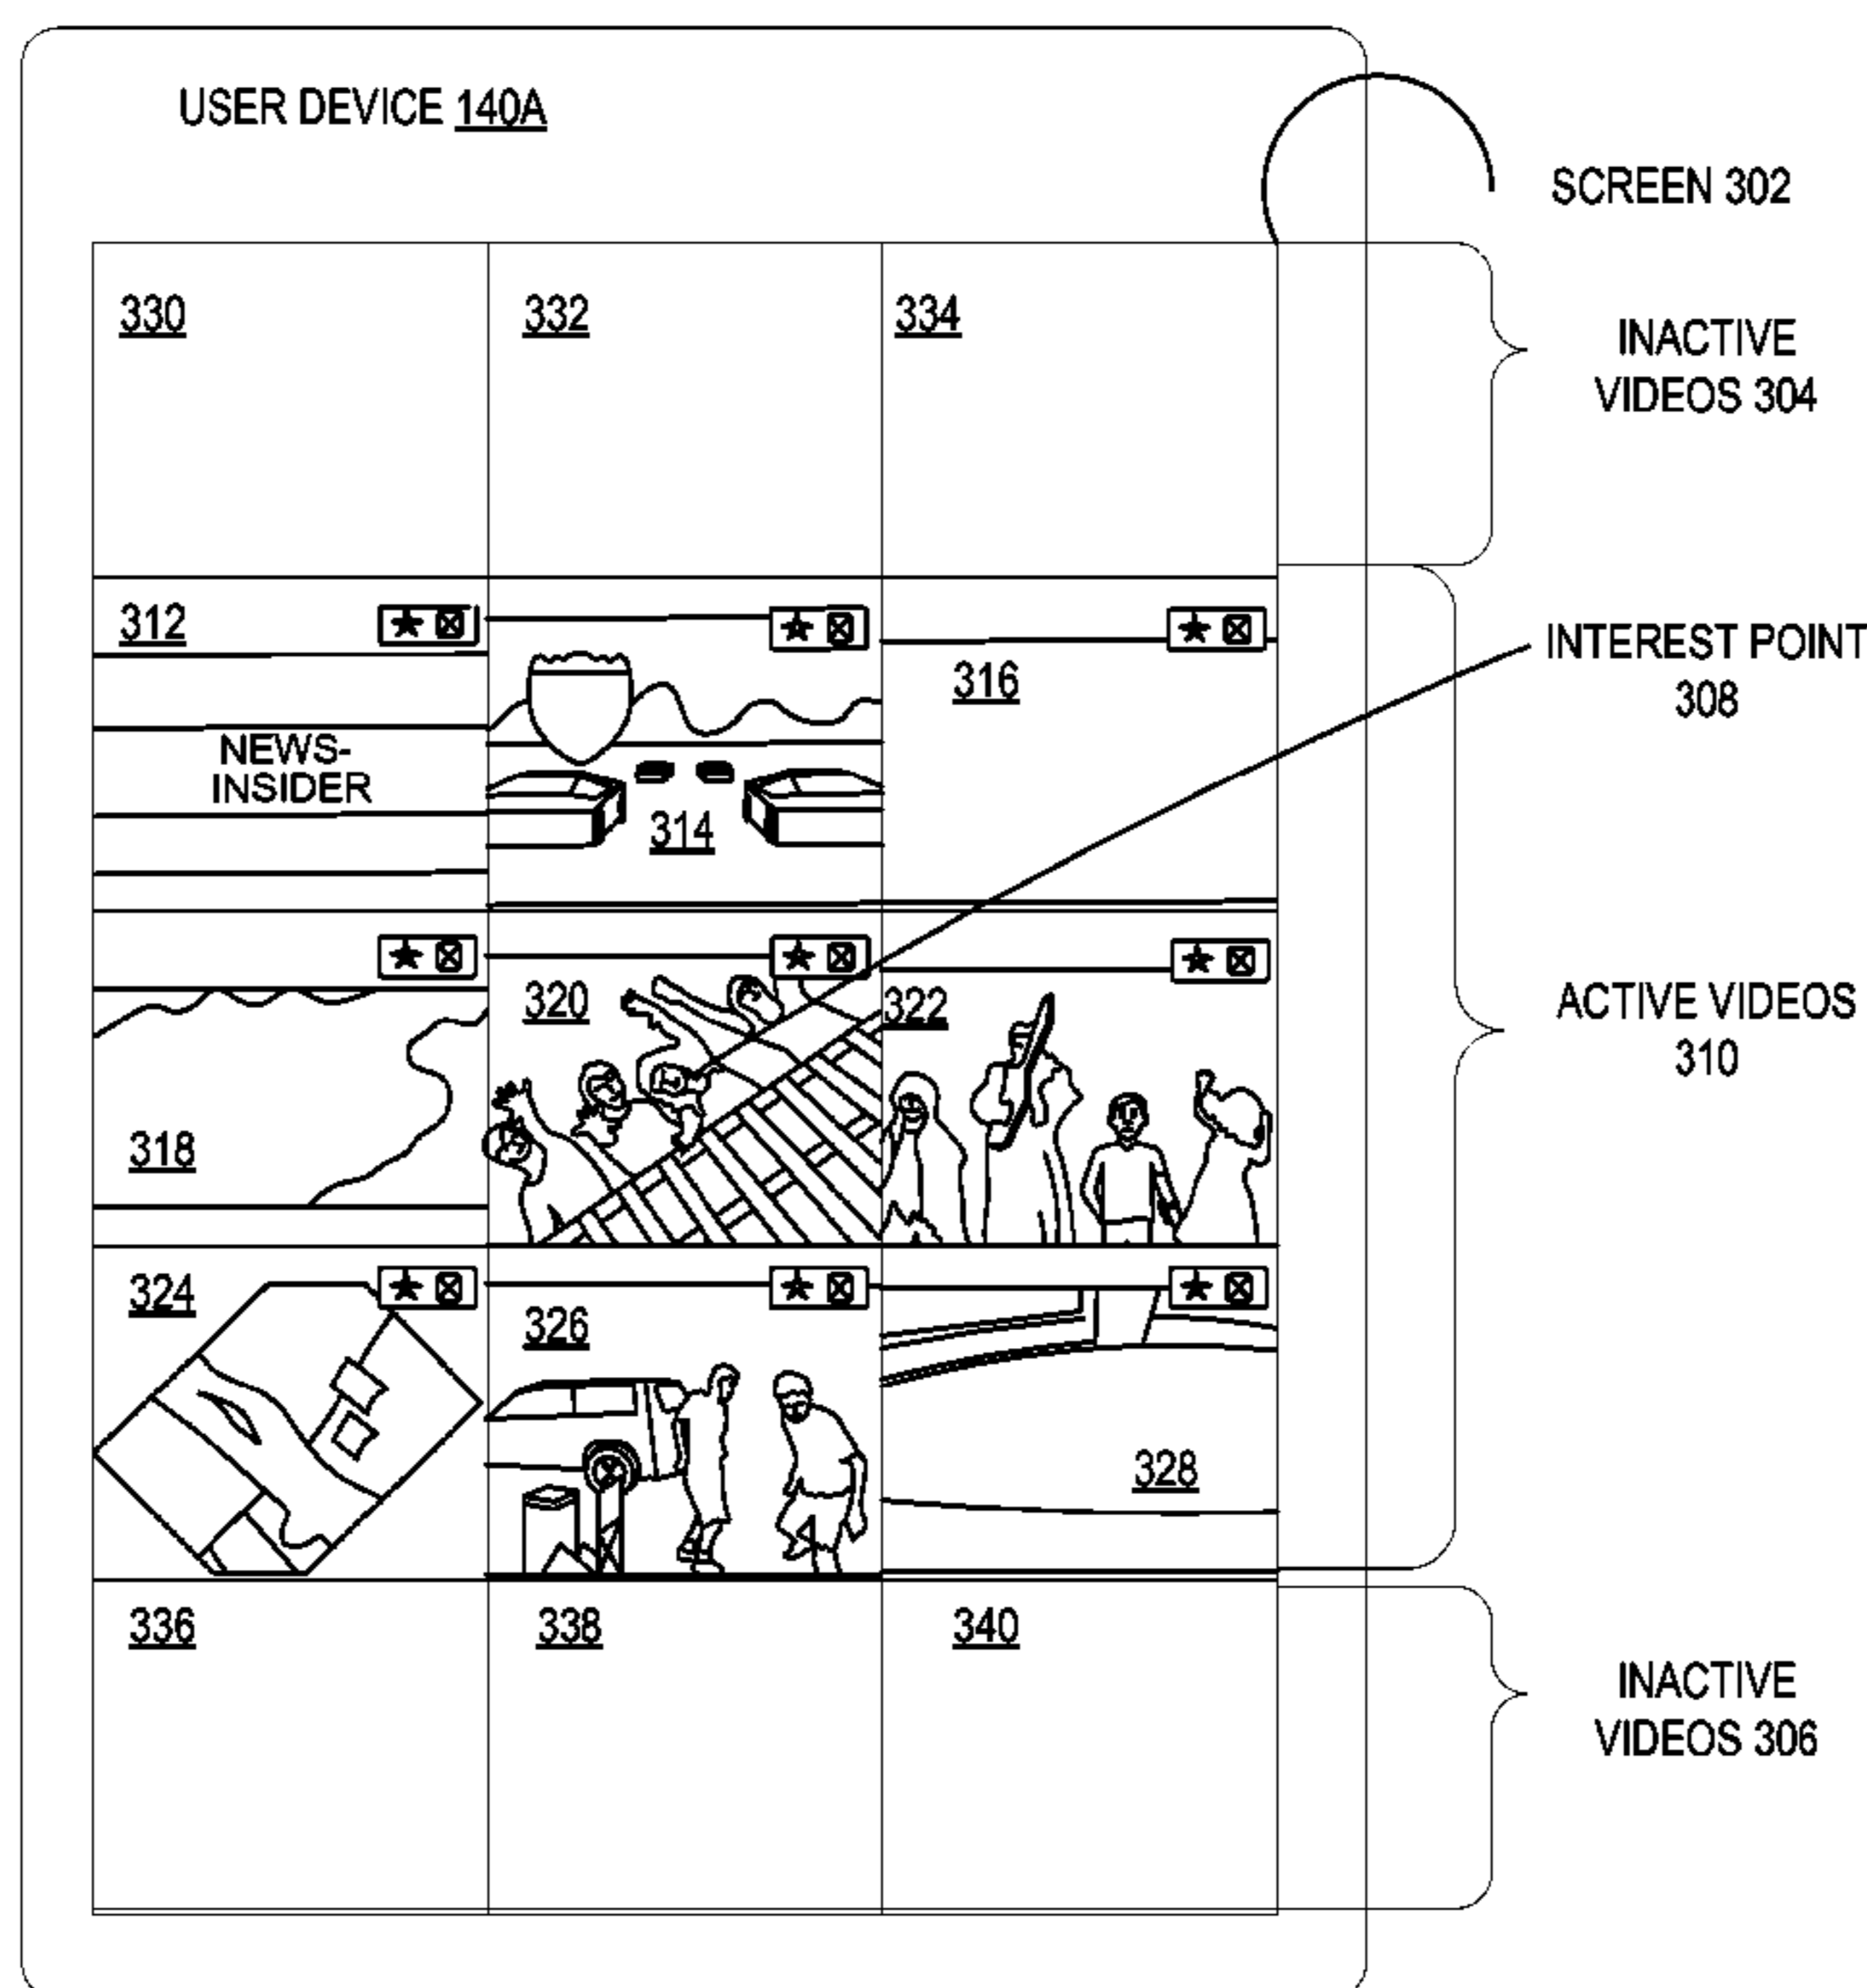 USER DEVICE 140A
SCREEN 302
330
332
334
INACTIVE
VIDEOS 304
312
316
INTEREST POINT
308
NEWS-
INSIDER
314
320
322
ACTIVE VIDEOS
310
318
324
326
328
336
338
340
INACTIVE
VIDEOS 306